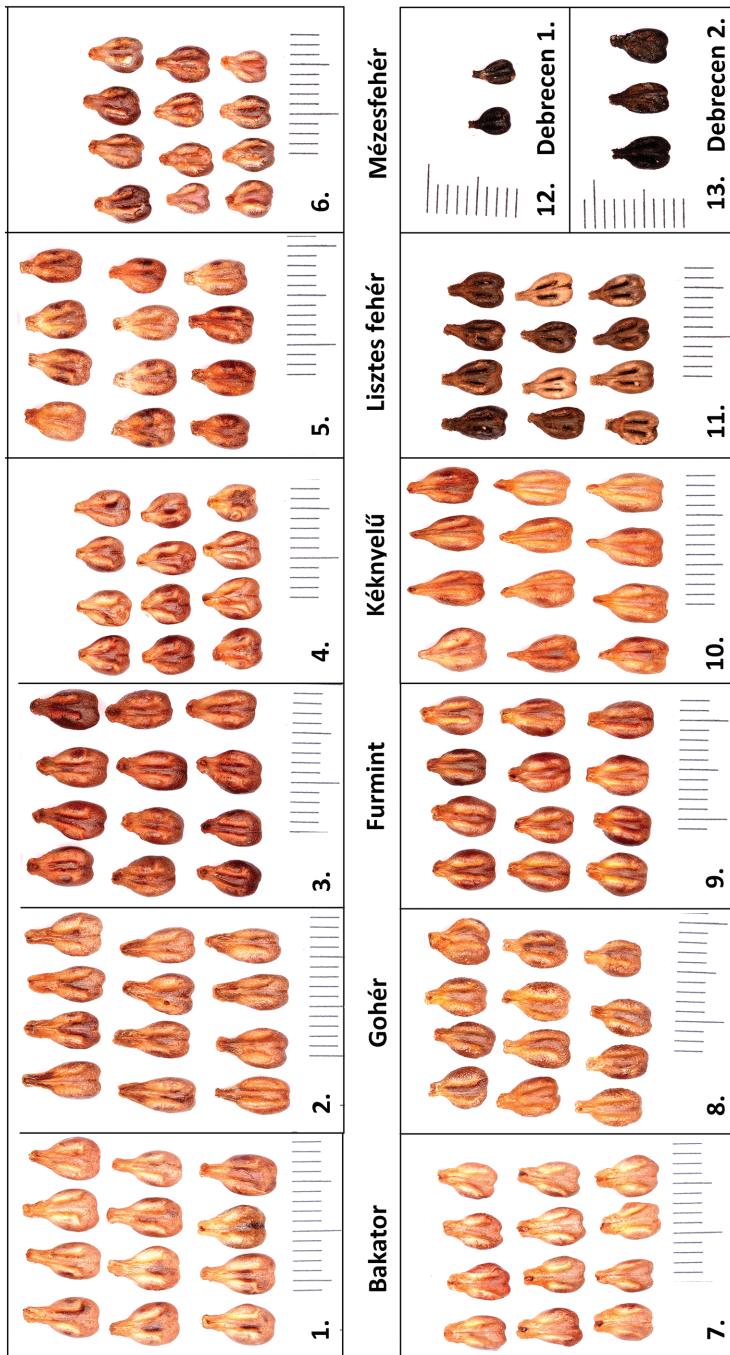 1.
2.
3.
4.
5.
6.
Bakator
Gohér
Furmint
Kéknyelű
Lisztes fehér
Mézesfehér
7.
8.
9.
10.
11.
12. Debrecen 1.
13. Debrecen 2.